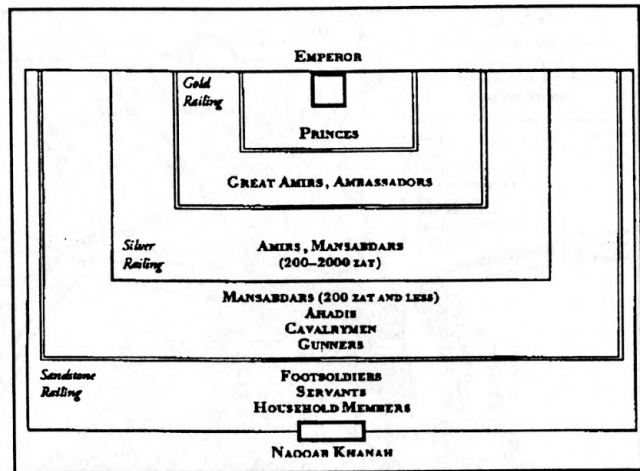 EMPEROR
Gold
Railing
PRINCES
GREAT AMIRS, AMBASSADORS
Silver
Railing
AMIRS, MANSABDARS
(200–2000 ZAT)
MANSABDARS (200 ZAT AND LESS)
AHADIS
CAVALRYMEN
GUNNERS
Sandstone
Railing
FOOTSOLDIERS
SERVANTS
HOUSEHOLD MEMBERS
NAQQAR KHANAH